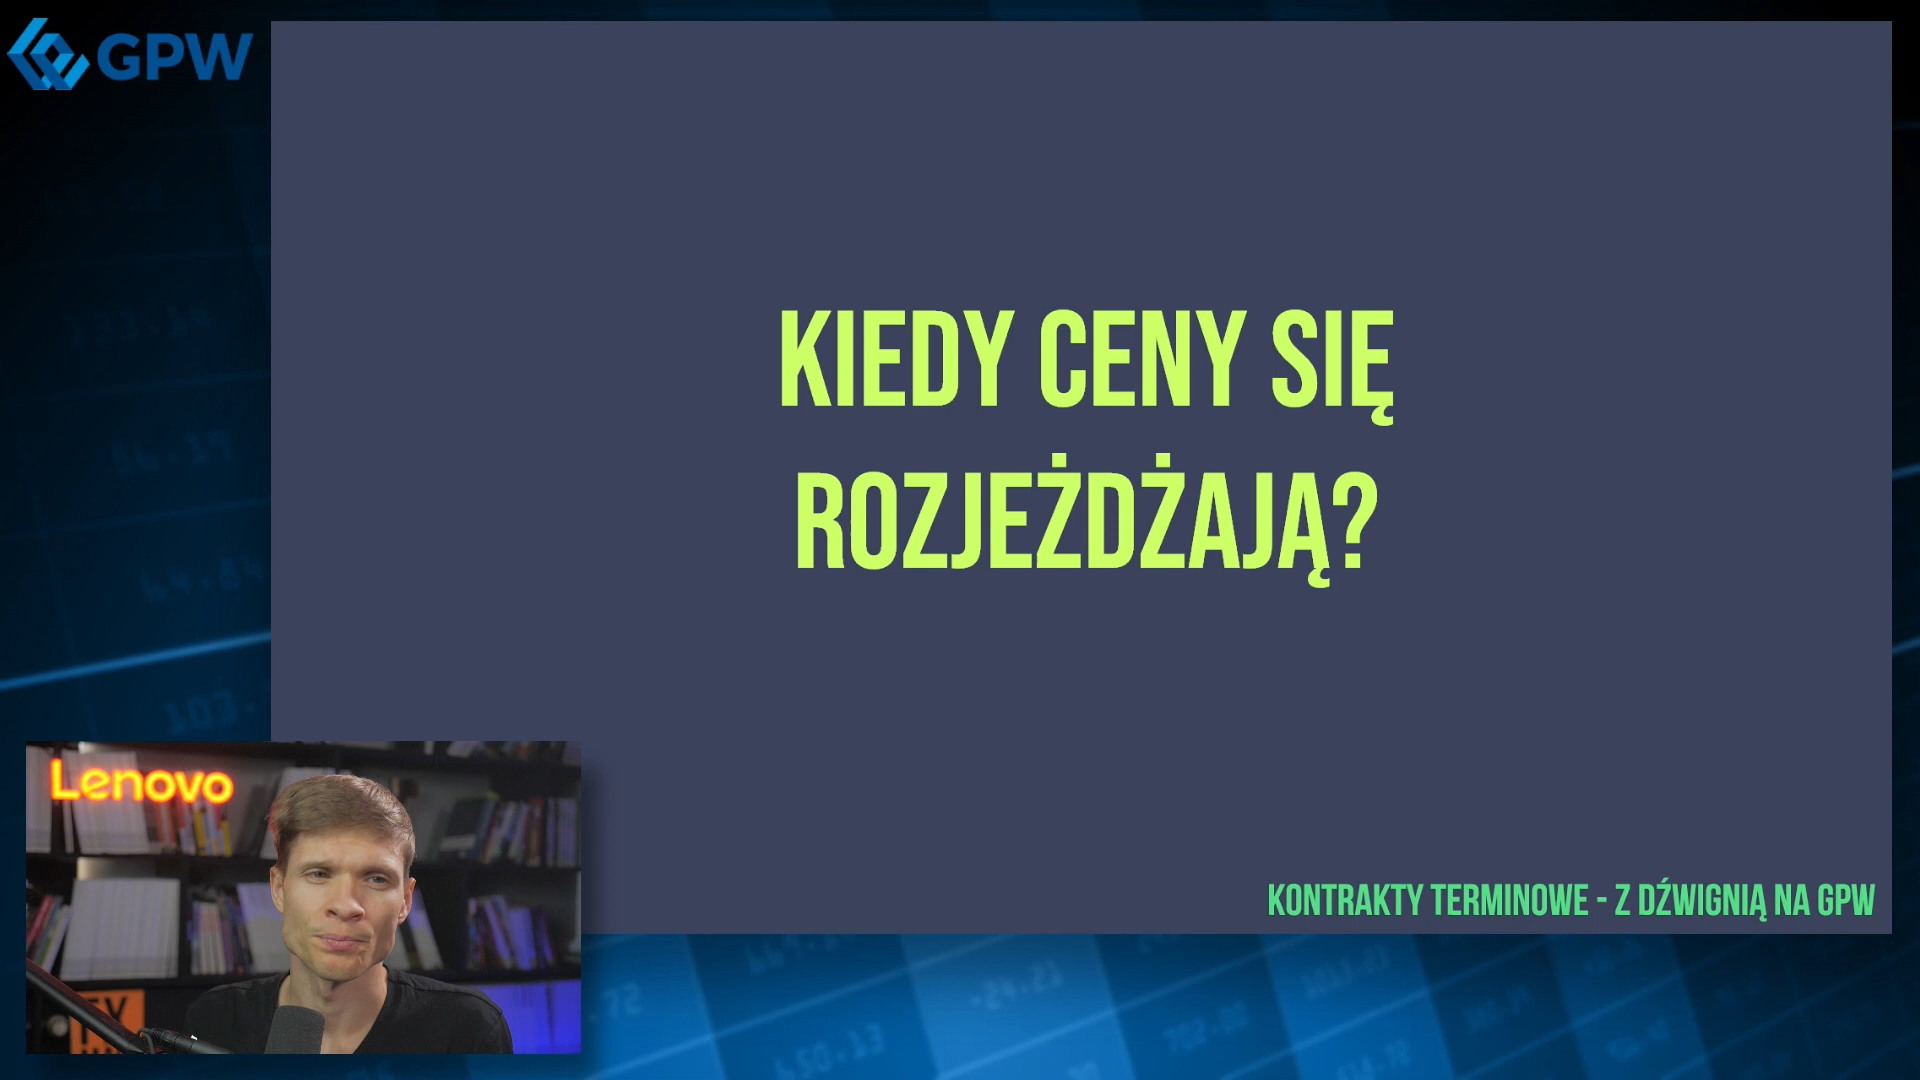 GPW
KIEDY CENY SIĘ
ROZJEŻDŻAJĄ?
Lenovo
KONTRAKTY TERMINOWE - Z DŹWIGNIĄ NA GPW